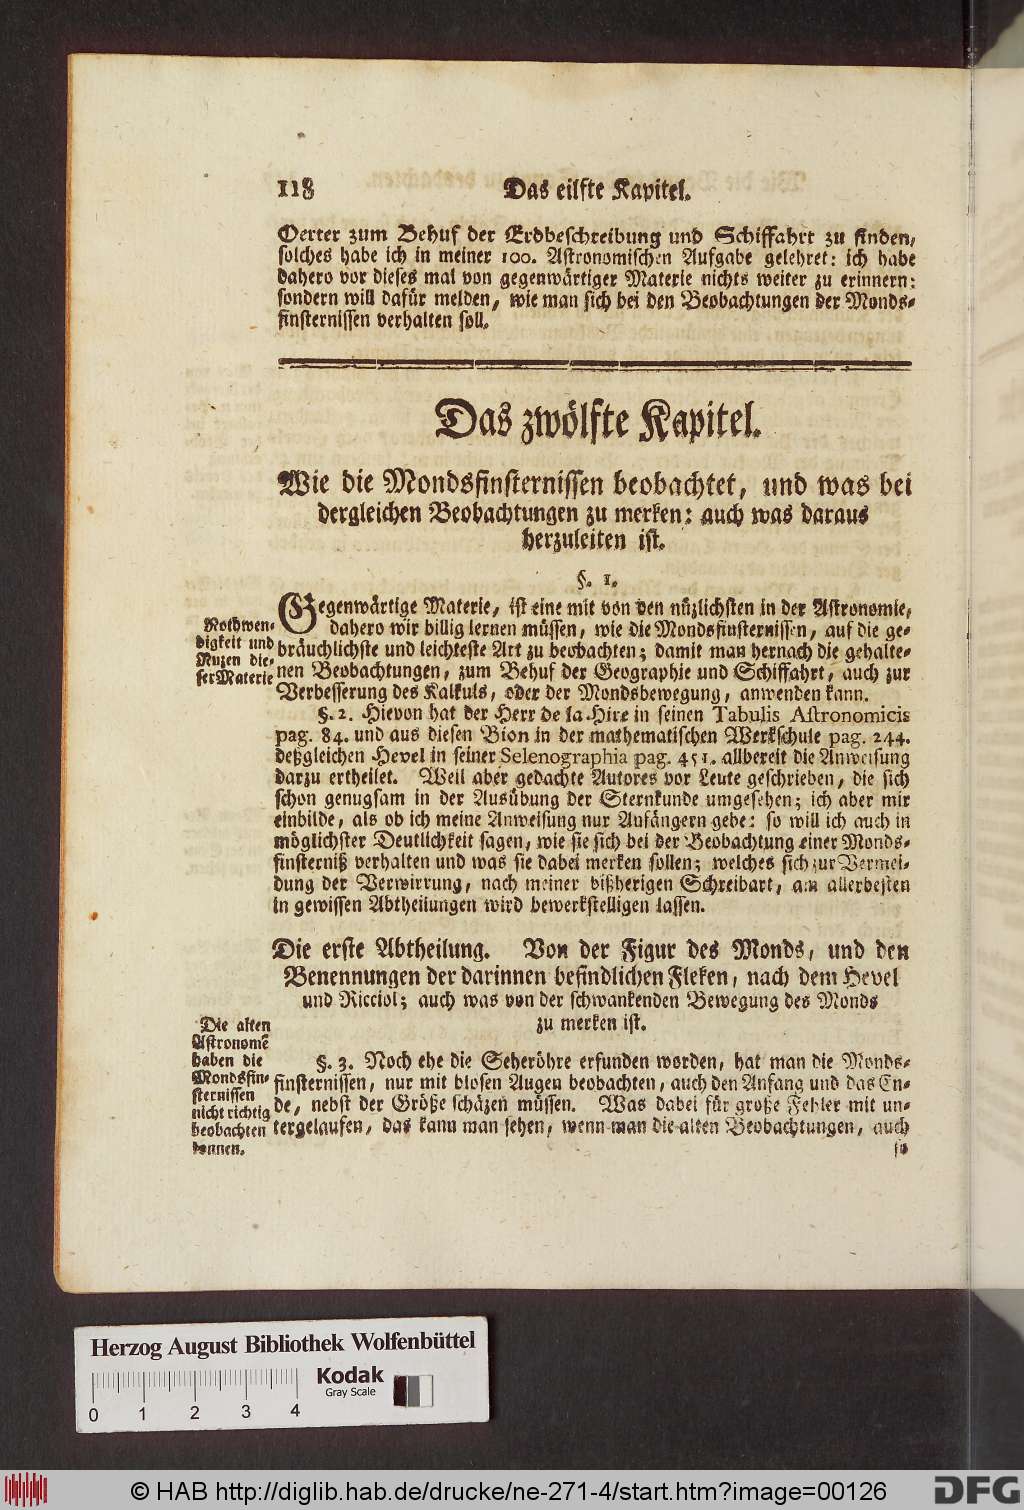 118 Das eilfte Kapitel.
Oerter zum Behuf der Erdbeschreibung und Schiffahrt zu finden,
solches habe ich in meiner 100. Astronomischen Aufgabe gelehret: ich habe
dahero vor dieses mal von gegenwärtiger Materie nichts weiter zu erinnern:
sondern will dafür melden, wie man sich bei den Beobachtungen der Monds-
finsternissen verhalten soll.
Das zwölfte Kapitel.
Wie die Mondsfinsternissen beobachtet, und was bei
dergleichen Beobachtungen zu merken: auch was daraus
herzuleiten ist.
§. 1.
Nothwen-
digkeit und
Nuzen die-
ser Materie
Gegenwärtige Materie, ist eine mit von den nüzlichsten in der Astronomie,
dahero wir billig lernen müssen, wie die Mondsfinsternissen, auf die ge-
bräuchlichste und leichteste Art zu beobachten; damit man hernach die gehalte-
nen Beobachtungen, zum Behuf der Geographie und Schiffahrt, auch zur
Verbesserung des Kalkuls, oder der Mondsbewegung, anwenden kann.
§. 2. Hievon hat der Herr de la Hire in seinen Tabulis Astronomicis
pag. 84. und aus diesen Bion in der mathematischen Werkschule pag. 244.
deßgleichen Hevel in seiner Selenographia pag. 451. allbereit die Anweisung
darzu ertheilet. Weil aber gedachte Autores vor Leute geschrieben, die sich
schon genugsam in der Ausübung der Sternkunde umgesehen; ich aber mir
einbilde, als ob ich meine Anweisung nur Anfängern gebe: so will ich auch in
möglichster Deutlichkeit sagen, wie sie sich bei der Beobachtung einer Monds-
finsterniß verhalten und was sie dabei merken sollen; welches sich zur Vermei-
dung der Verwirrung, nach meiner bißherigen Schreibart, am allerbesten
in gewissen Abtheilungen wird bewerkstelligen lassen.
Die erste Abtheilung. Von der Figur des Monds, und den
Benennungen der darinnen befindlichen Fleken, nach dem Hevel
und Ricciol; auch was von der schwankenden Bewegung des Monds
zu merken ist.
Die alten
Astronomē
haben die
Mondsfin-
sternissen
nicht richtig
beobachten
konnen.
§. 3. Noch ehe die Seheröhre erfunden worden, hat man die Monds-
finsternissen, nur mit blosen Augen beobachten, auch den Anfang und das En-
de, nebst der Größe schäzen müssen. Was dabei für große Fehler mit un-
tergelaufen, das kann man sehen, wenn man die alten Beobachtungen, auch
so
Herzog August Bibliothek Wolfenbüttel
Kodak
Gray Scale
0 1 2 3 4
© HAB http://diglib.hab.de/drucke/ne-271-4/start.htm?image=00126
DFG